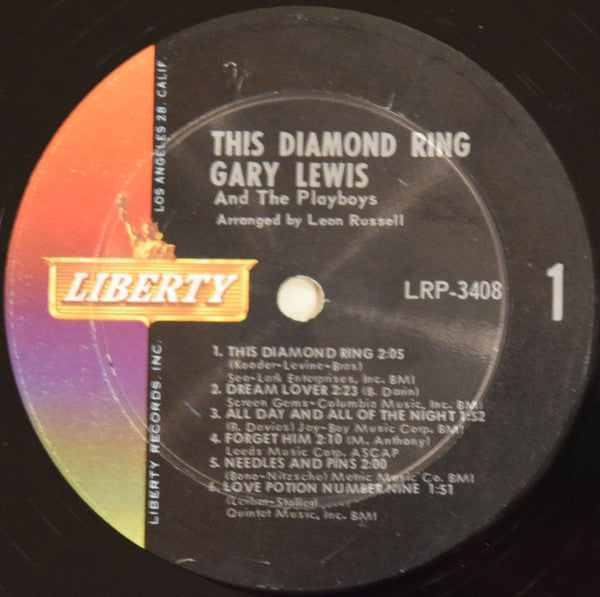 THIS DIAMOND RING
GARY LEWIS
And The Playboys
Arranged by Leon Russell
LIBERTY
LRP-3408
1
1. THIS DIAMOND RING 2:05
(Kooder-Levine-Bros)
Sea-Lark Enterprises, Inc. BMI
2. DREAM LOVER 2:23 (B. Darin)
Screen Gems-Columbia Music, Inc. BMI
3. ALL DAY AND ALL OF THE NIGHT 1:52
(R. Davies) Jay-Boy Music Corp. BMI
4. FORGET HIM 2:10 (M. Anthony)
Leeds Music Corp. ASCAP
5. NEEDLES AND PINS 2:00
(Bono-Nitzsche) Metric Music Co. BMI
6. LOVE POTION NUMBER NINE 1:51
(Leiber-Stoller)
Quintet Music, Inc. BMI
LIBERTY RECORDS, INC.
LOS ANGELES 28, CALIF.